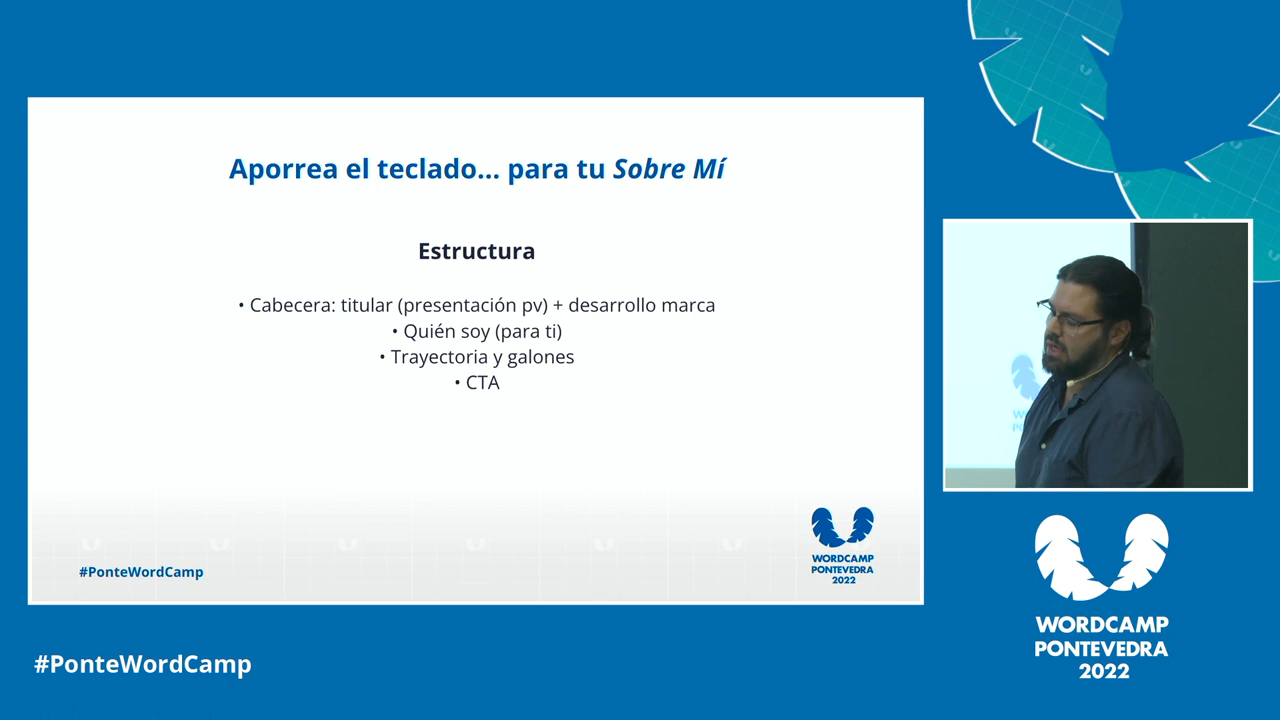 Aporrea el teclado... para tu Sobre Mí
Estructura
• Cabecera: titular (presentación pv) + desarrollo marca
• Quién soy (para ti)
• Trayectoria y galones
• CTA
#PonteWordCamp
WORDCAMP
PONTEVEDRA
2022
#PonteWordCamp
WORDCAMP
PONTEVEDRA
2022